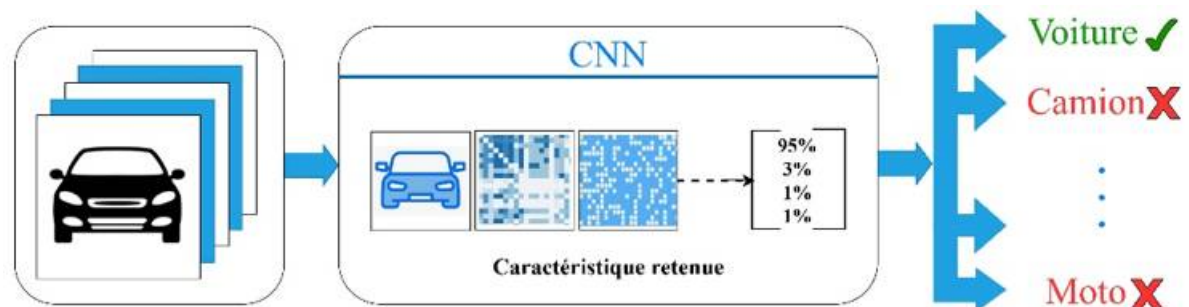 CNN
95%
3%
1%
1%
Caractéristique retenue
Voiture
Camion
Moto